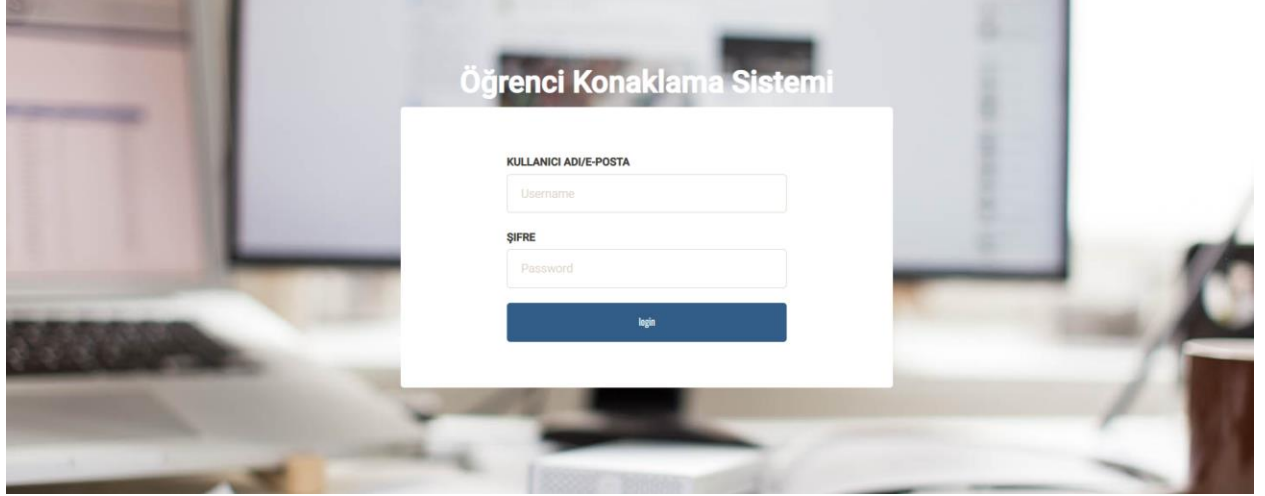 Öğrenci Konaklama Sistemi
KULLANICI ADI/E-POSTA
Username
ŞIFRE
Password
login